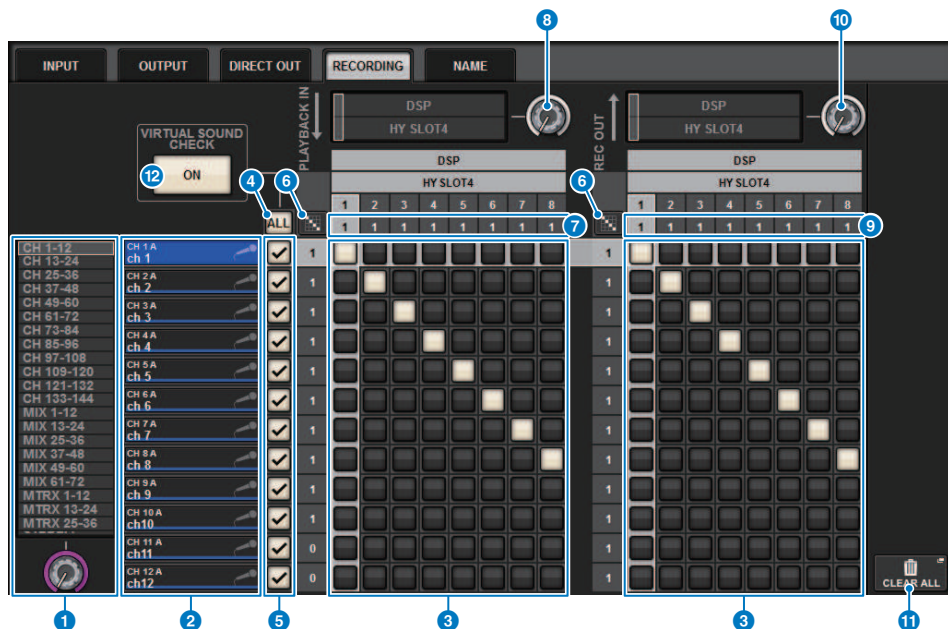 8 10
INPUT OUTPUT DIRECT OUT RECORDING NAME
PLAYBACK IN
DSP
HY SLOT4
REC OUT
DSP
HY SLOT4
VIRTUAL SOUND
CHECK
12 ON
DSP
HY SLOT4
DSP
HY SLOT4
4 6 6
ALL
1 2 3 4 5 6 7 8
1 1 1 1 1 1 1 1 7
1 2 3 4 5 6 7 8
1 1 1 1 1 1 1 1 9
CH 1-12
CH 13-24
CH 25-36
CH 37-48
CH 49-60
CH 61-72
CH 73-84
CH 85-96
CH 97-108
CH 109-120
CH 121-132
CH 133-144
MIX 1-12
MIX 13-24
MIX 25-36
MIX 37-48
MIX 49-60
MIX 61-72
MTRX 1-12
MTRX 13-24
MTRX 25-36
CH 1 A
ch 1
CH 2 A
ch 2
CH 3 A
ch 3
CH 4 A
ch 4
CH 5 A
ch 5
CH 6 A
ch 6
CH 7 A
ch 7
CH 8 A
ch 8
CH 9 A
ch 9
CH 10 A
ch10
CH 11 A
ch11
CH 12 A
ch12
1
1
1
1
1
1
1
1
1
1
0
0
1
1
1
1
1
1
1
1
1
1
1
1
CLEAR ALL
1 2 5 3 3 11